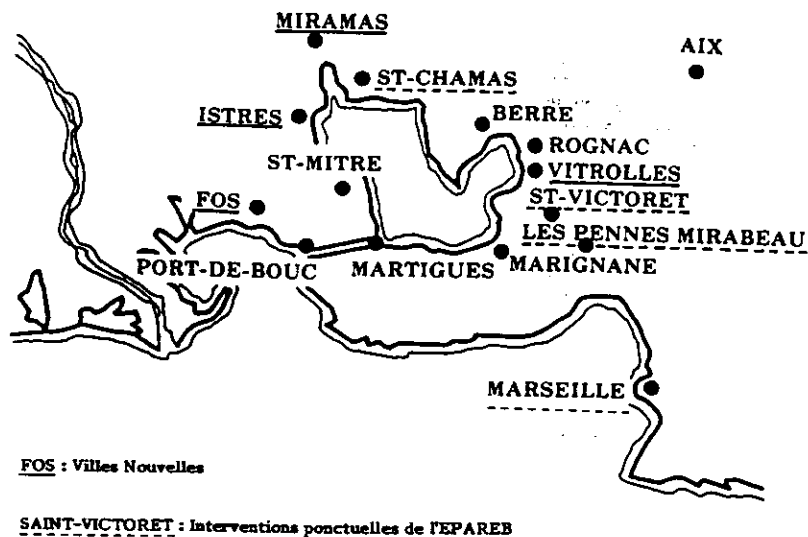 MIRAMAS
AIX
ST-CHAMAS
ISTRES
BERRE
ROGNAC
ST-MITRE
VITROLLES
FOS
ST-VICTORET
LES PENNES MIRABEAU
PORT-DE-BOUC
MARTIGUES
MARIGNANE
MARSEILLE
FOS : Villes Nouvelles
SAINT-VICTORET : Interventions ponctuelles de l'EPAREB